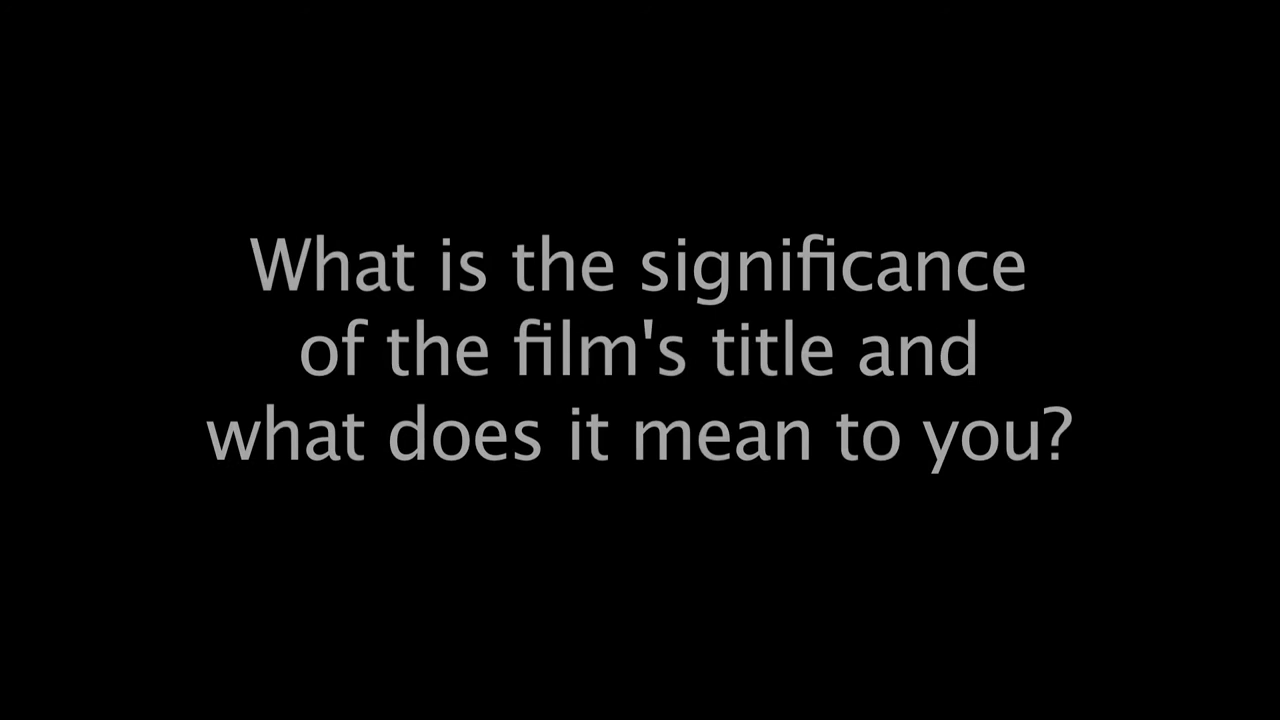 What is the significance
of the film's title and
what does it mean to you?